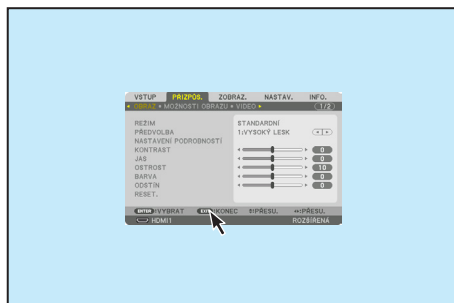 VSTUP PRIZPŮS. ZOBRAZ. NASTAV. INFO.
OBRAZ • MOŽNOSTI OBRAZU • VIDEO 1/2
REŽIM STANDARDNÍ
PŘEDVOLBA 1:VYSOKÝ LESK
NASTAVENÍ PODROBNOSTÍ
KONTRAST 0
JAS 0
OSTROST 10
BARVA 0
ODSTÍN 0
RESET.
ENTER:VYBRAT EXIT:KONEC :PŘESU. :PŘESU.
HDMI1 ROZŠÍŘENÁ